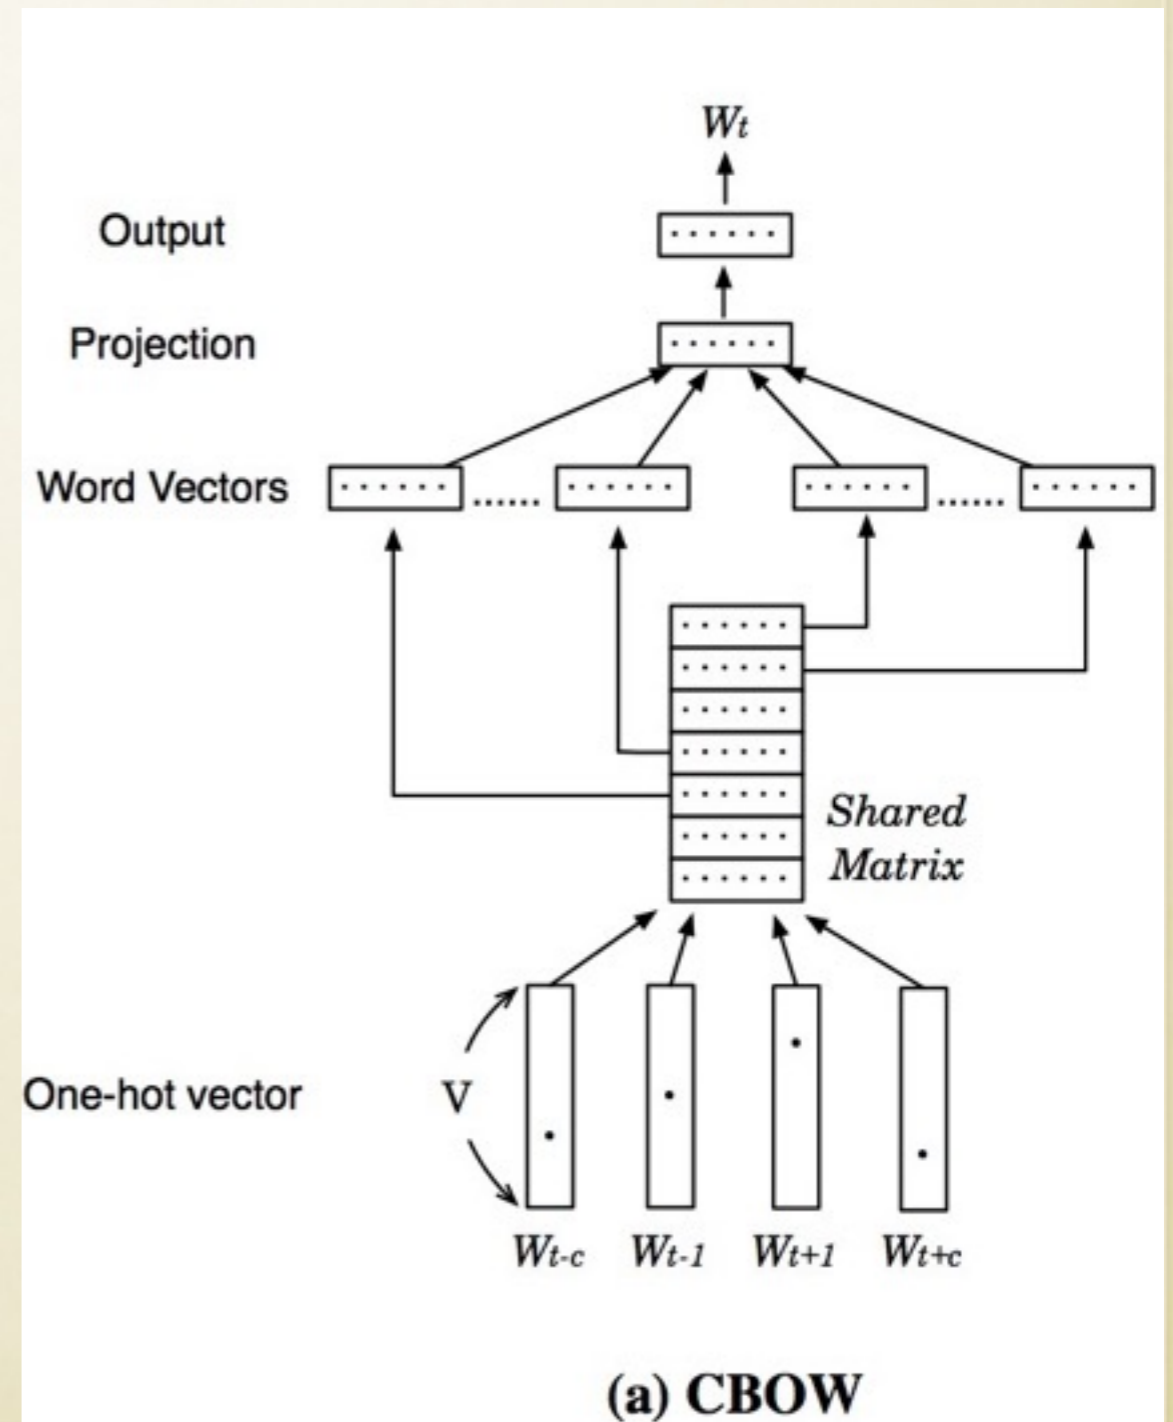 Wt
Output
Projection
Word Vectors
......
......
Shared
Matrix
One-hot vector
V
Wt-c
Wt-1
Wt+1
Wt+c
(a) CBOW